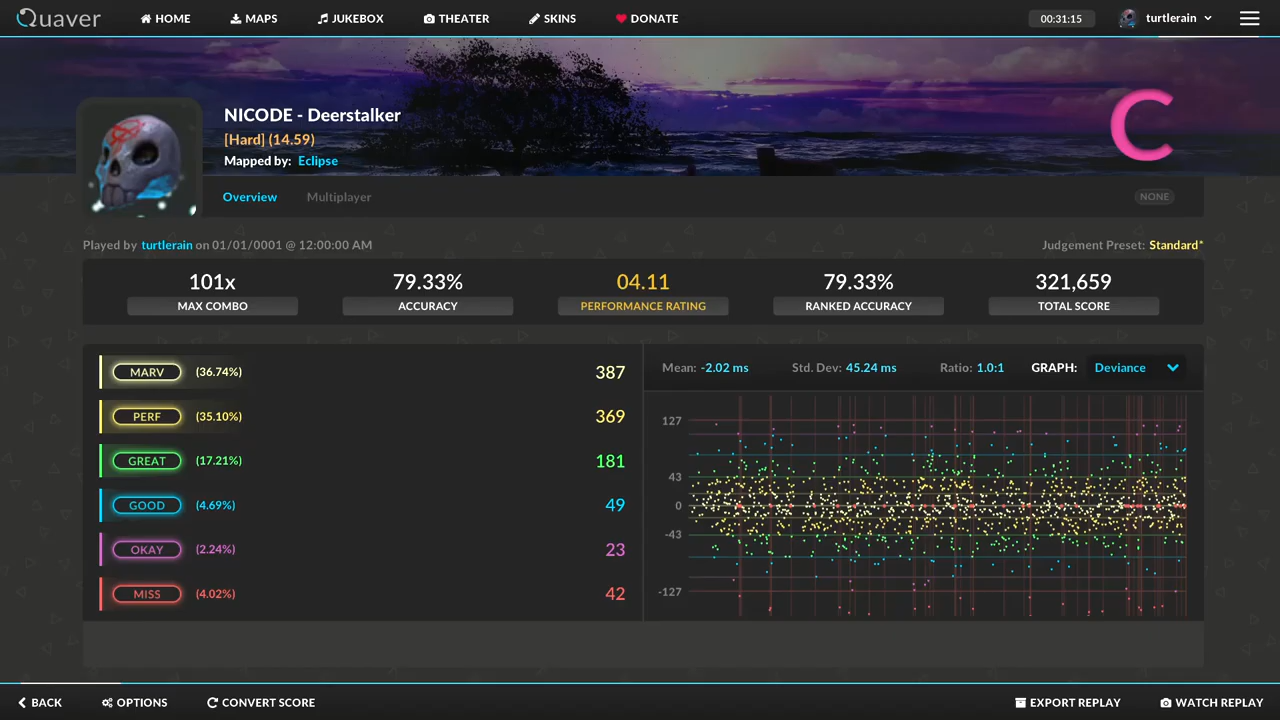 Quaver HOME MAPS JUKEBOX THEATER SKINS DONATE 00:31:15 turtlerain
NICODE - Deerstalker
[Hard] (14.59)
Mapped by: Eclipse
C
Overview Multiplayer NONE
Played by turtlerain on 01/01/0001 @ 12:00:00 AM Judgement Preset: Standard*
101x 79.33% 04.11 79.33% 321,659
MAX COMBO ACCURACY PERFORMANCE RATING RANKED ACCURACY TOTAL SCORE
MARV (36.74%) 387
PERF (35.10%) 369
GREAT (17.21%) 181
GOOD (4.69%) 49
OKAY (2.24%) 23
MISS (4.02%) 42
Mean: -2.02 ms Std. Dev: 45.24 ms Ratio: 1.0:1 GRAPH: Deviance
127
43
0
-43
-127
BACK OPTIONS CONVERT SCORE EXPORT REPLAY WATCH REPLAY